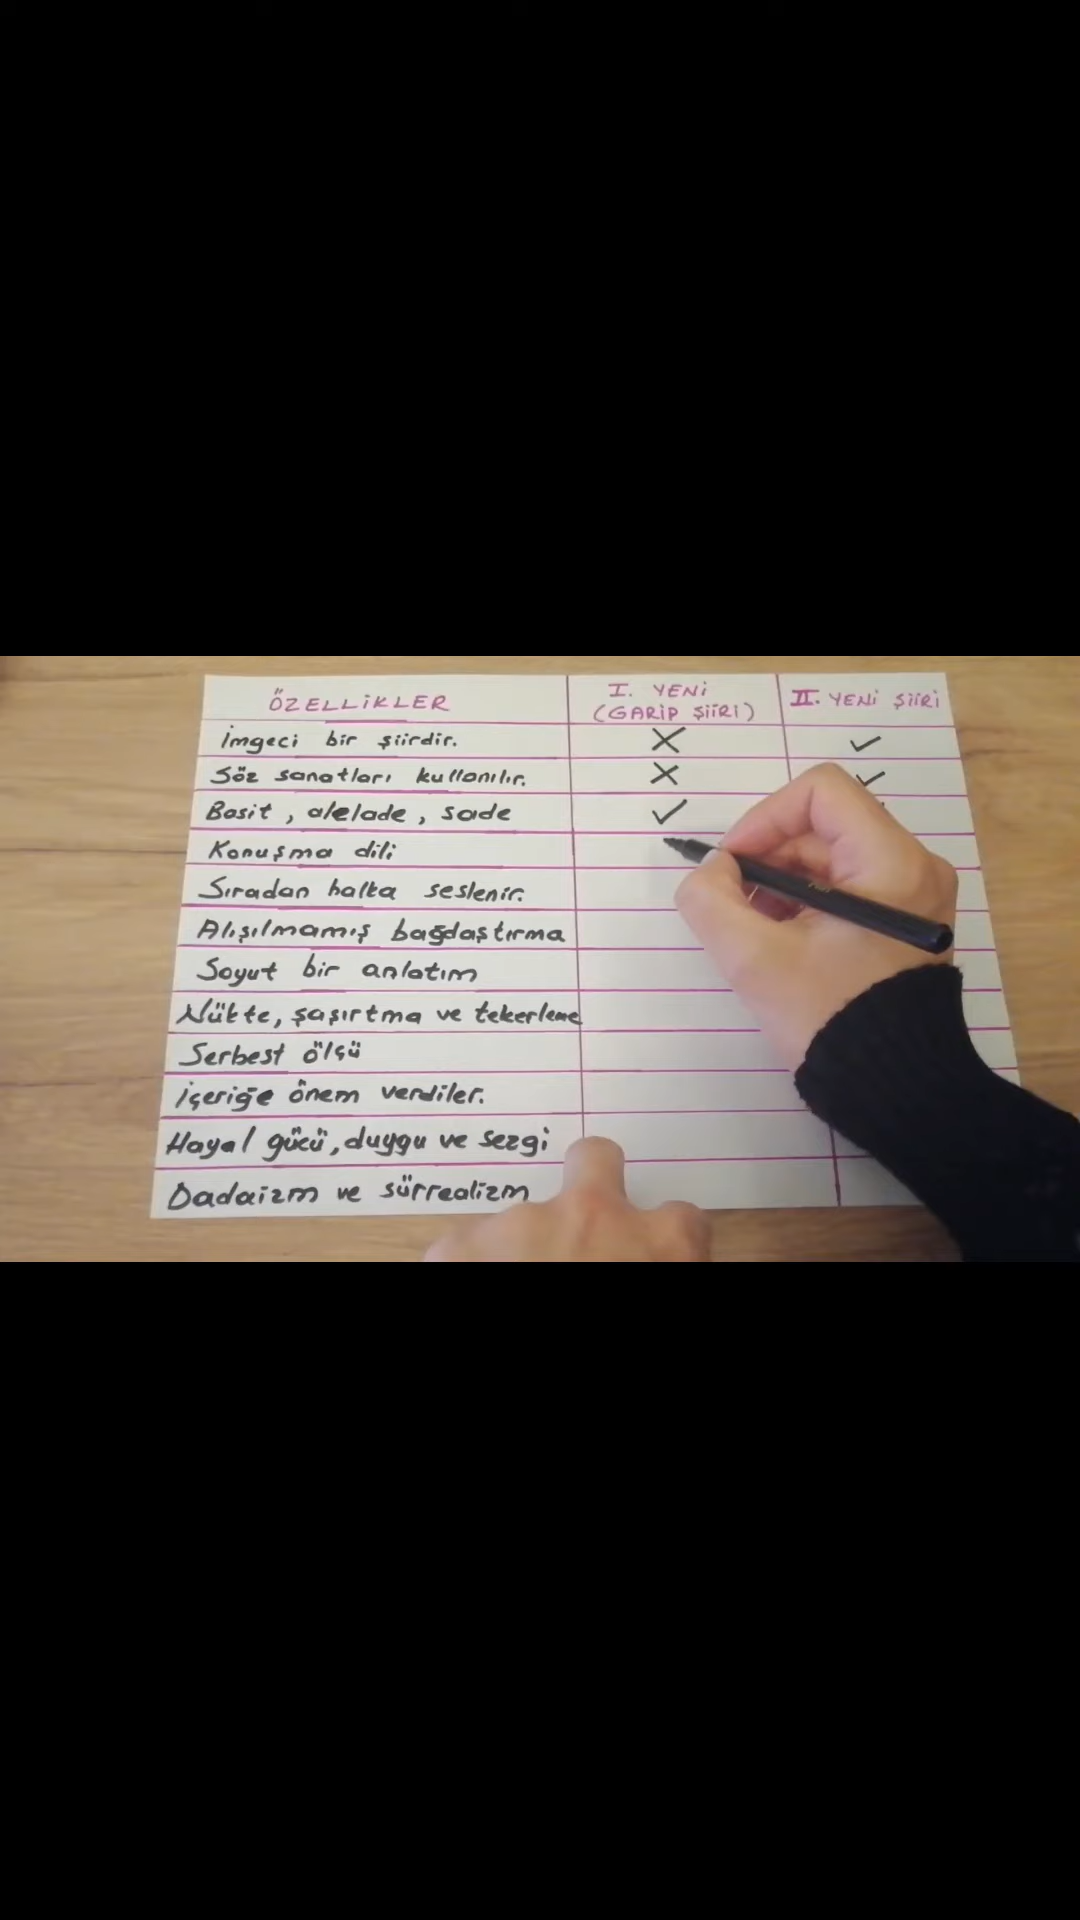 ÖZELLİKLER
I. YENİ
(GARİP ŞİİRİ)
II. YENİ ŞİİRİ
İmgeci bir şiirdir. ✗ ✓
Söz sanatları kullanılır. ✗ ✓
Basit, alelade, sade ✓
Konuşma dili
Sıradan halka seslenir.
Alışılmamış bağdaştırma
Soyut bir anlatım
Nükte, şaşırtma ve tekerleme
Serbest ölçü
İçeriğe önem verdiler.
Hayal gücü, duygu ve sezgi
Dadaizm ve sürrealizm